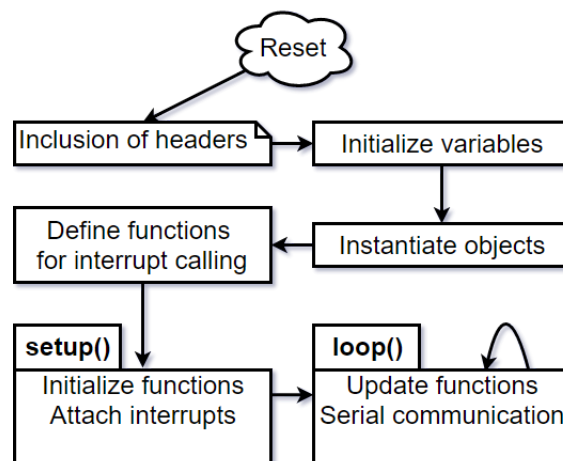 Reset
Inclusion of headers
Initialize variables
Define functions
for interrupt calling
Instantiate objects
setup()
Initialize functions
Attach interrupts
loop()
Update functions
Serial communication